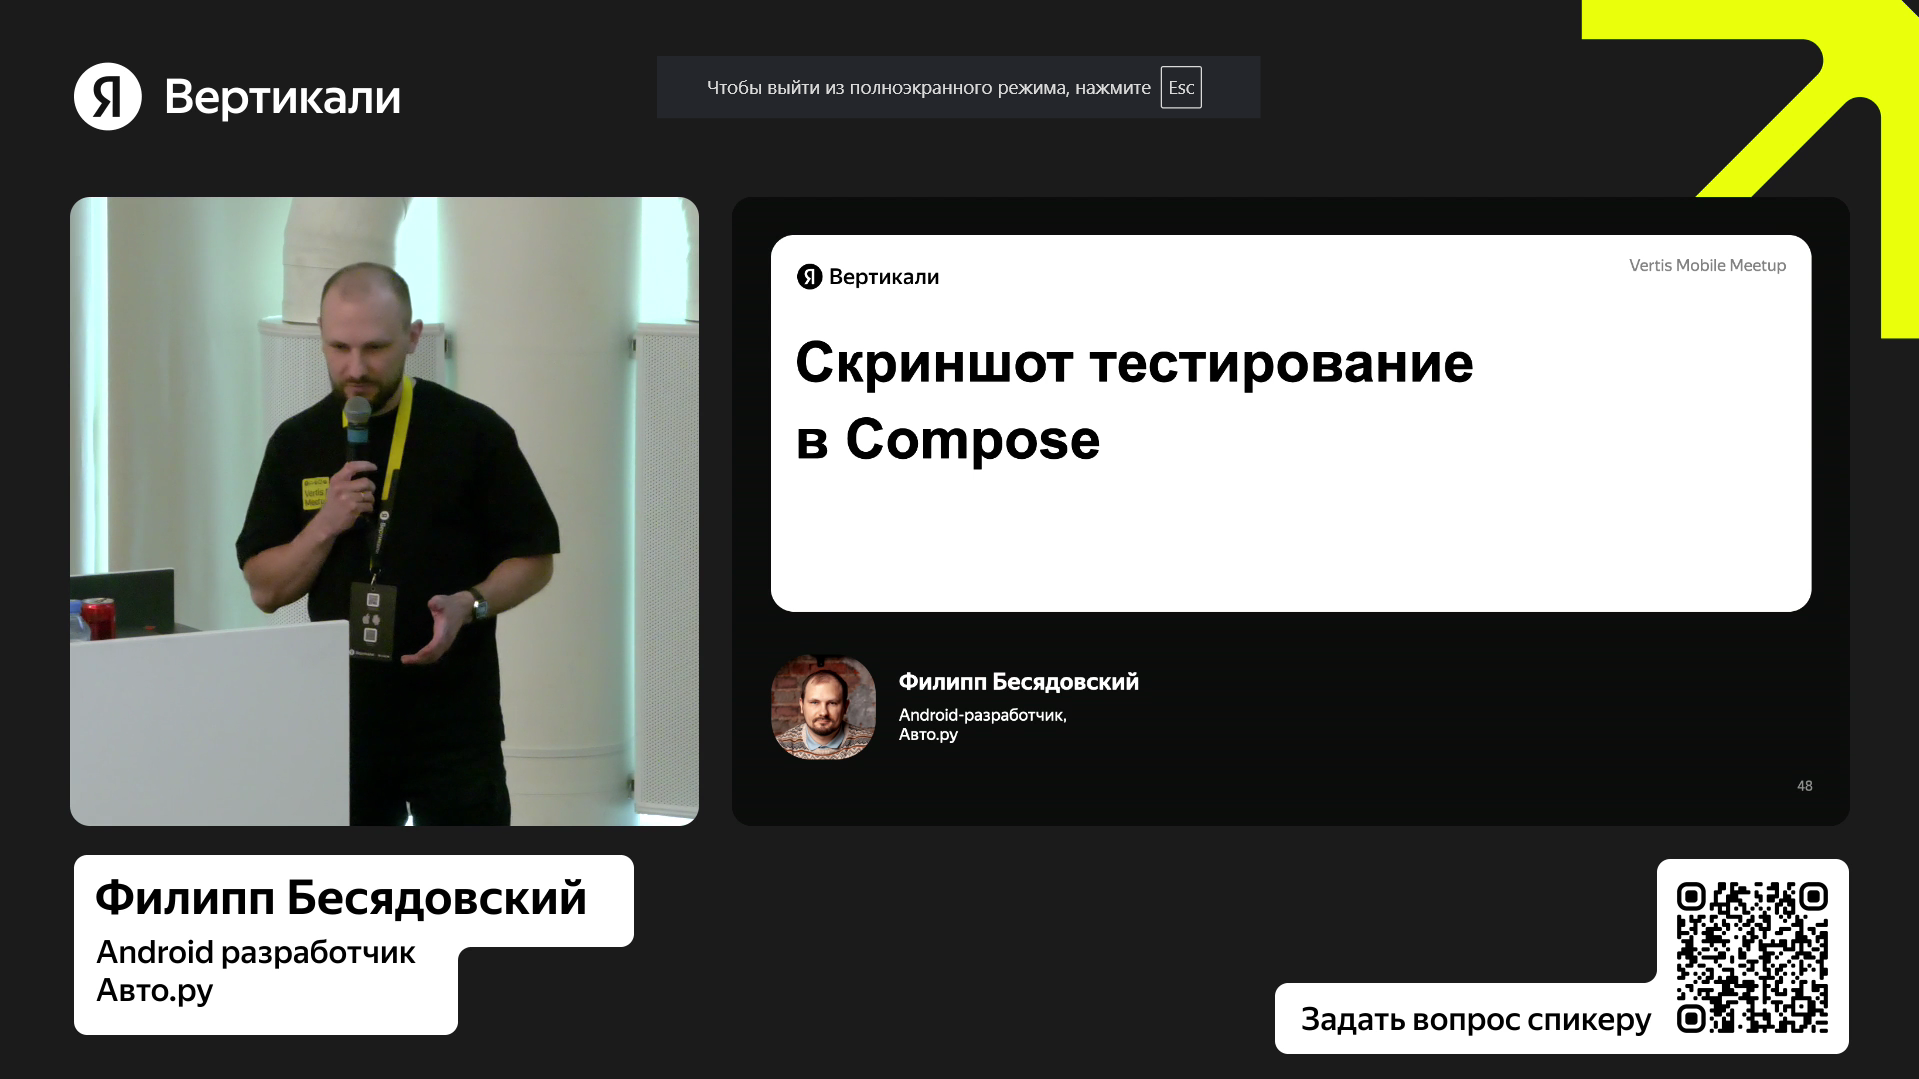 Я Вертикали
Чтобы выйти из полноэкранного режима, нажмите Esc
Я Вертикали
Vertis Mobile Meetup
Скриншот тестирование
в Compose
Филипп Бесядовский
Android-разработчик,
Авто.ру
48
Филипп Бесядовский
Android разработчик
Авто.ру
Задать вопрос спикеру